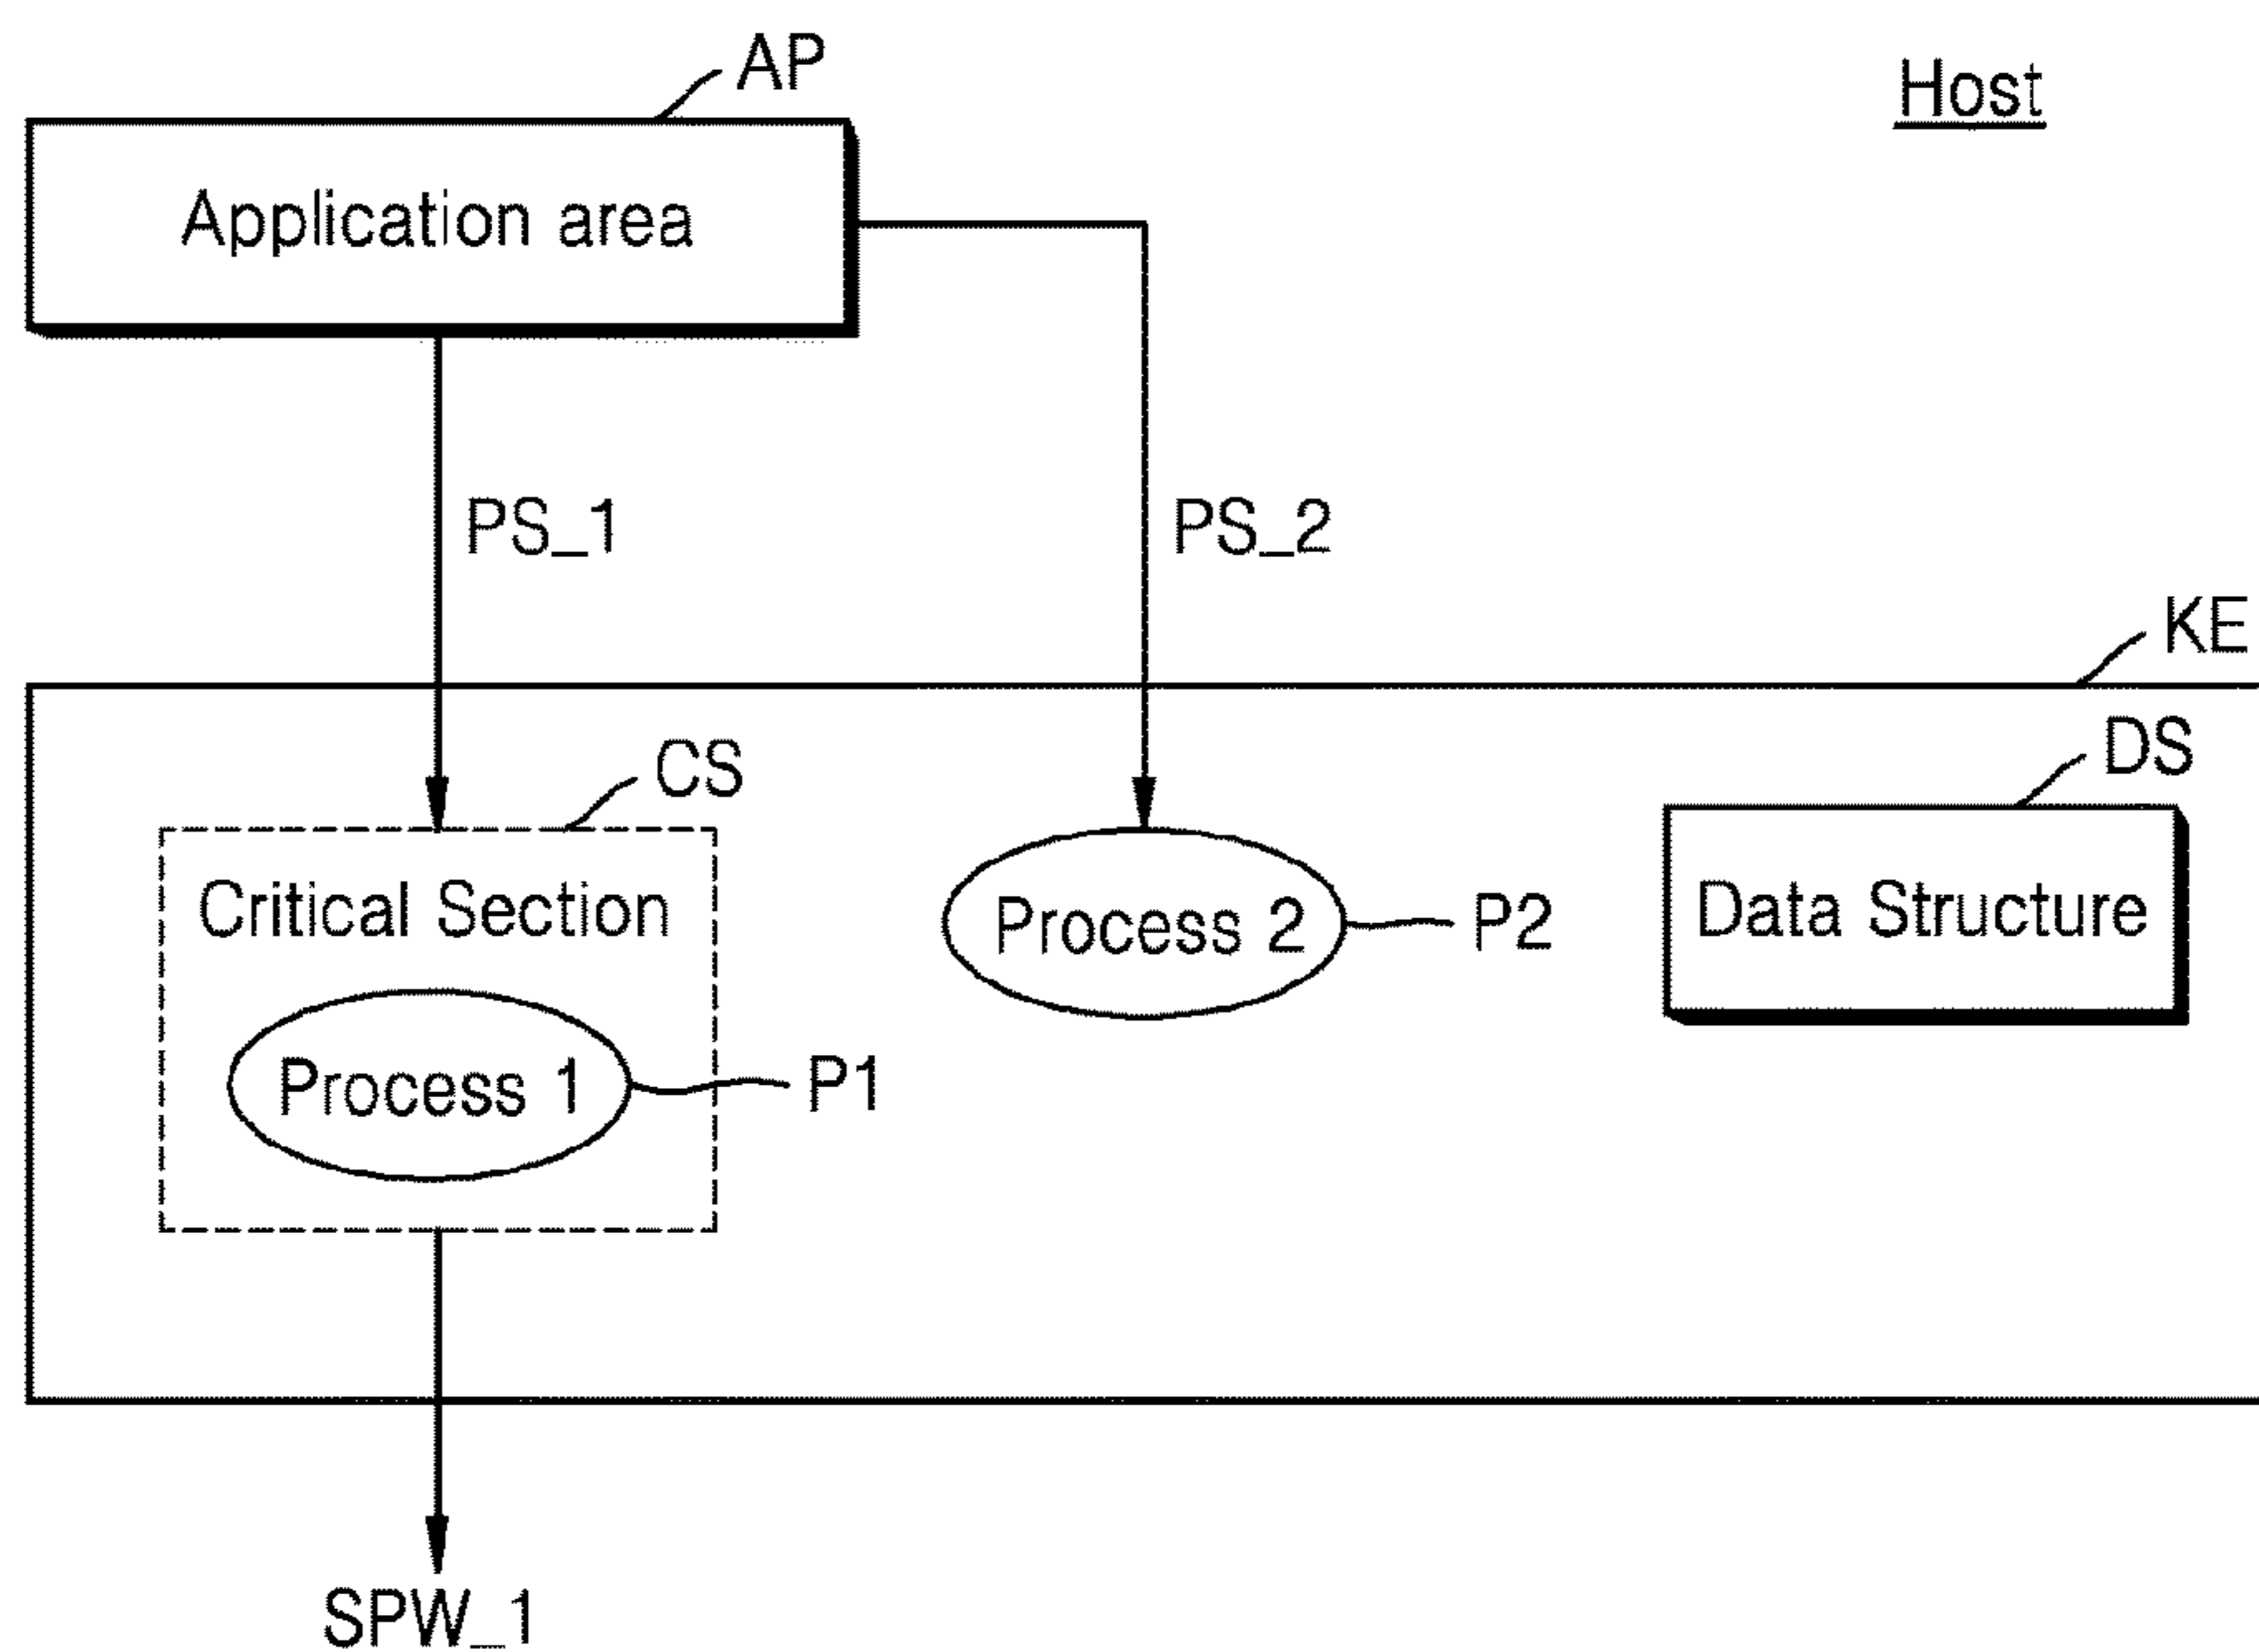 AP
Host
Application area
PS_1
PS_2
KE
CS
DS
Critical Section
Process 2
P2
Data Structure
Process 1
P1
SPW_1